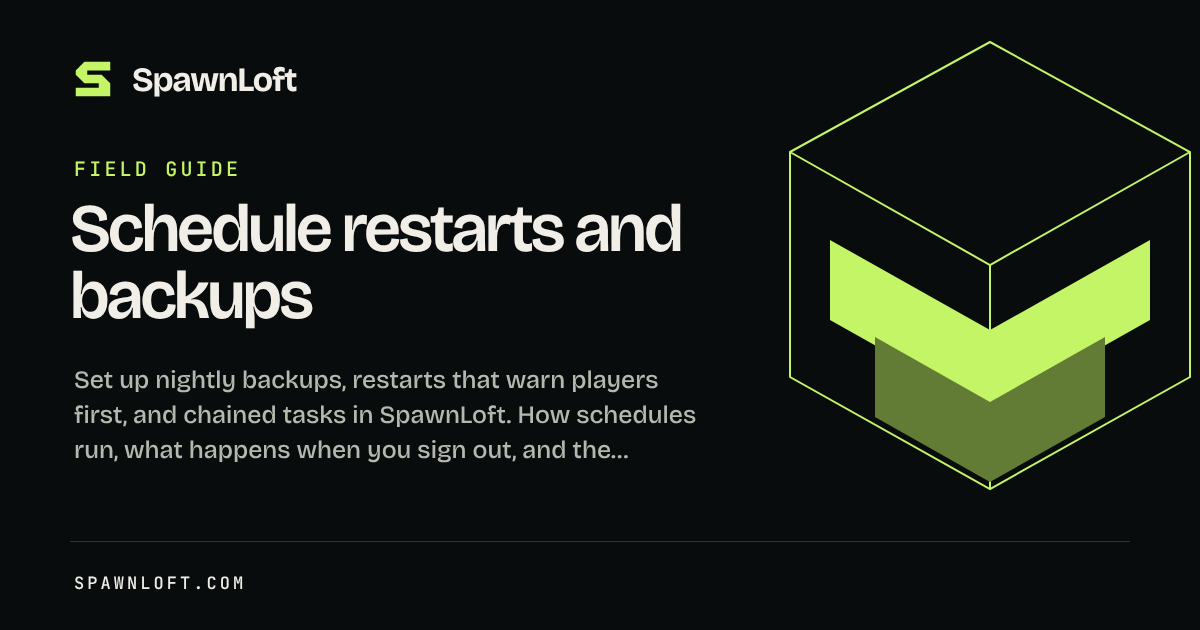 SpawnLoft
FIELD GUIDE
Schedule restarts and
backups
Set up nightly backups, restarts that warn players
first, and chained tasks in SpawnLoft. How schedules
run, what happens when you sign out, and the...
SPAWNLOFT.COM